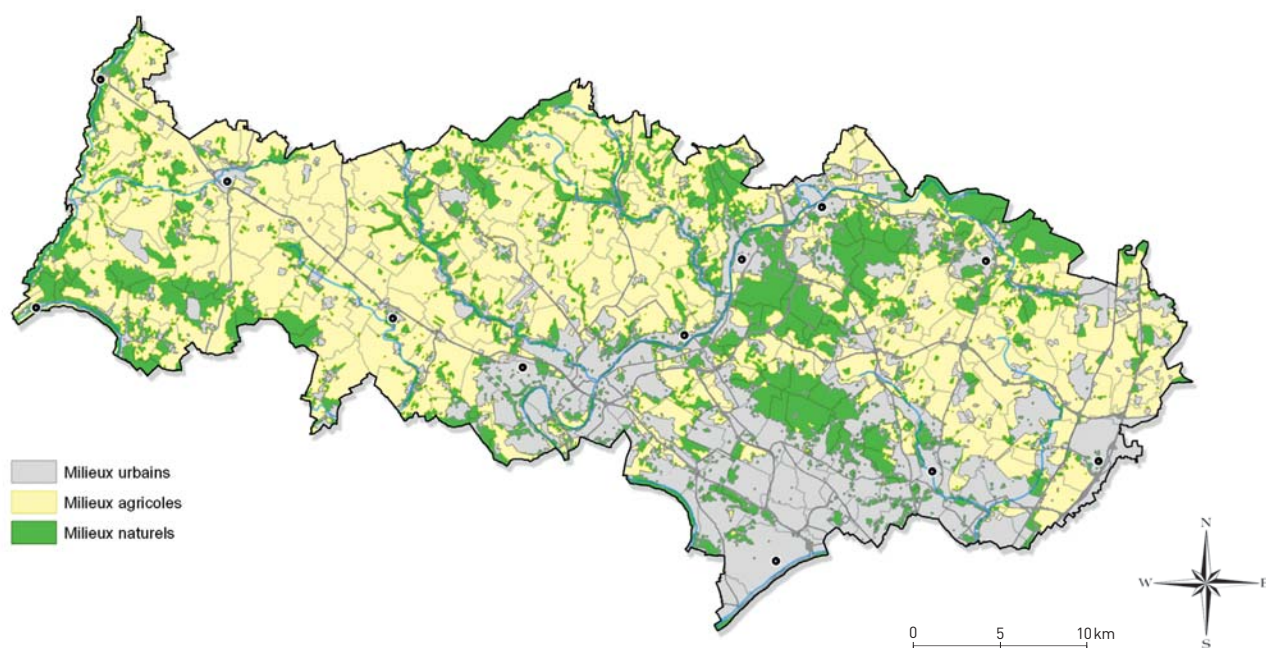 Milieux urbains
Milieux agricoles
Milieux naturels
N
W E
S
0 5 10 km